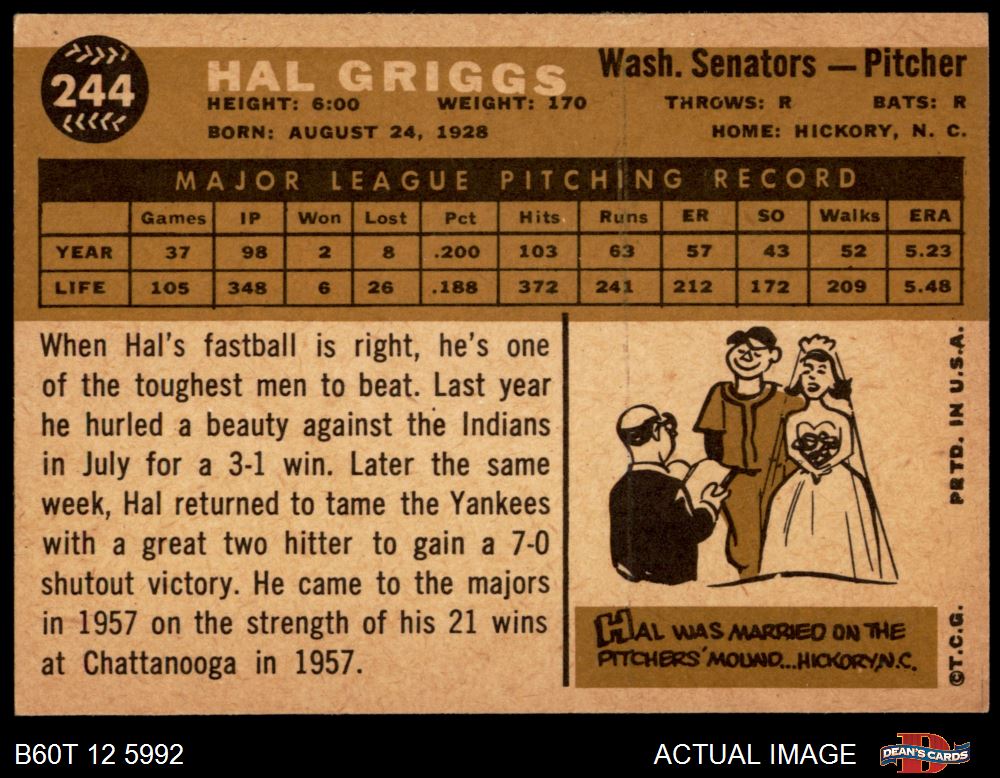 244
HAL GRIGGS
Wash. Senators — Pitcher
HEIGHT: 6:00 WEIGHT: 170 THROWS: R BATS: R
BORN: AUGUST 24, 1928 HOME: HICKORY, N. C.
MAJOR LEAGUE PITCHING RECORD
Games IP Won Lost Pct Hits Runs ER SO Walks ERA
YEAR 37 98 2 8 .200 103 63 57 43 52 5.23
LIFE 105 348 6 26 .188 372 241 212 172 209 5.48
When Hal's fastball is right, he's one
of the toughest men to beat. Last year
he hurled a beauty against the Indians
in July for a 3-1 win. Later the same
week, Hal returned to tame the Yankees
with a great two hitter to gain a 7-0
shutout victory. He came to the majors
in 1957 on the strength of his 21 wins
at Chattanooga in 1957.
HAL WAS MARRIED ON THE
PITCHERS' MOUND...HICKORY, N.C.
©T.C.G. PRTD. IN U.S.A.
B60T 12 5992
ACTUAL IMAGE
DEAN'S CARDS